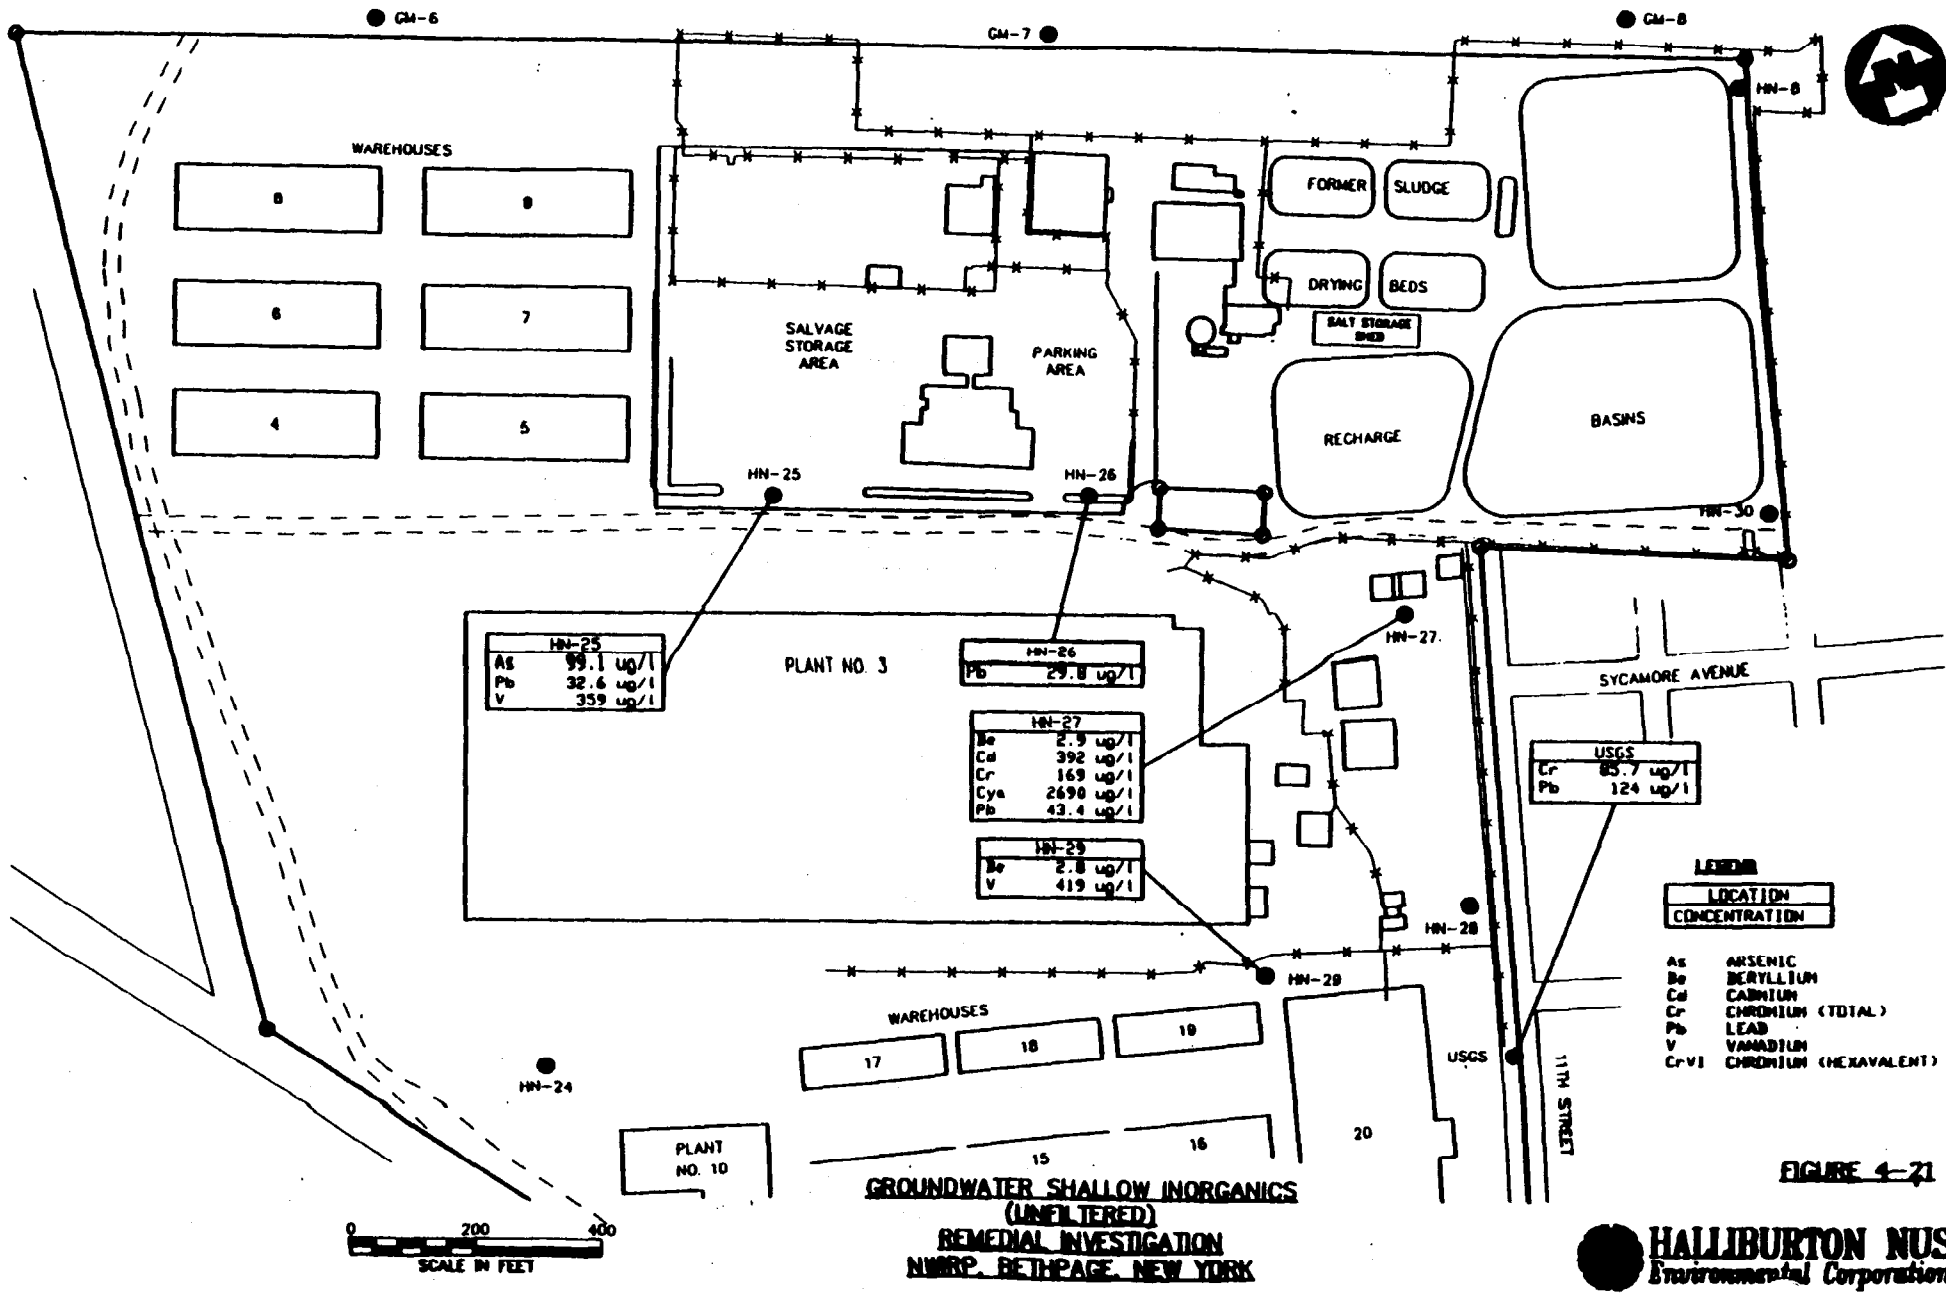 GM-6
GM-7
GM-8
HN-8
WAREHOUSES
8
9
6
7
4
5
SALVAGE
STORAGE
AREA
PARKING
AREA
FORMER
SLUDGE
DRYING
BEDS
SALT STORAGE
SHED
RECHARGE
BASINS
HN-25
HN-26
HN-30
HN-27
PLANT NO. 3
HN-25
As 99.1 ug/l
Pb 32.6 ug/l
V 359 ug/l
HN-26
Pb 29.8 ug/l
HN-27
Be 2.9 ug/l
Cd 392 ug/l
Cr 169 ug/l
Cya 2690 ug/l
Pb 43.4 ug/l
HN-29
Be 2.8 ug/l
V 419 ug/l
SYCAMORE AVENUE
USGS
Cr 85.7 ug/l
Pb 124 ug/l
LEGEND
LOCATION
CONCENTRATION
As ARSENIC
Be BERYLLIUM
Cd CADMIUM
Cr CHROMIUM (TOTAL)
Pb LEAD
V VANADIUM
CrVI CHROMIUM (HEXAVALENT)
HN-28
HN-29
WAREHOUSES
17
18
19
USGS
11TH STREET
HN-24
PLANT
NO. 10
15
16
20
GROUNDWATER SHALLOW INORGANICS
(UNFILTERED)
REMEDIAL INVESTIGATION
NWIRP, BETHPAGE, NEW YORK
0 200 400
SCALE IN FEET
FIGURE 4-21
HALLIBURTON NUS
Environmental Corporation